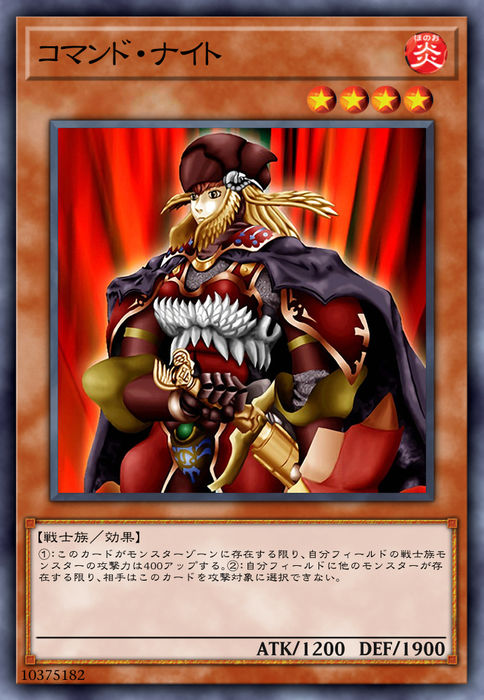 コマンド・ナイト
ほのお
炎
【戦士族／効果】
①:このカードがモンスターゾーンに存在する限り、自分フィールドの戦士族モ
ンスターの攻撃力は400アップする。②:自分フィールドに他のモンスターが存
在する限り、相手はこのカードを攻撃対象に選択できない。
ATK/1200 DEF/1900
10375182